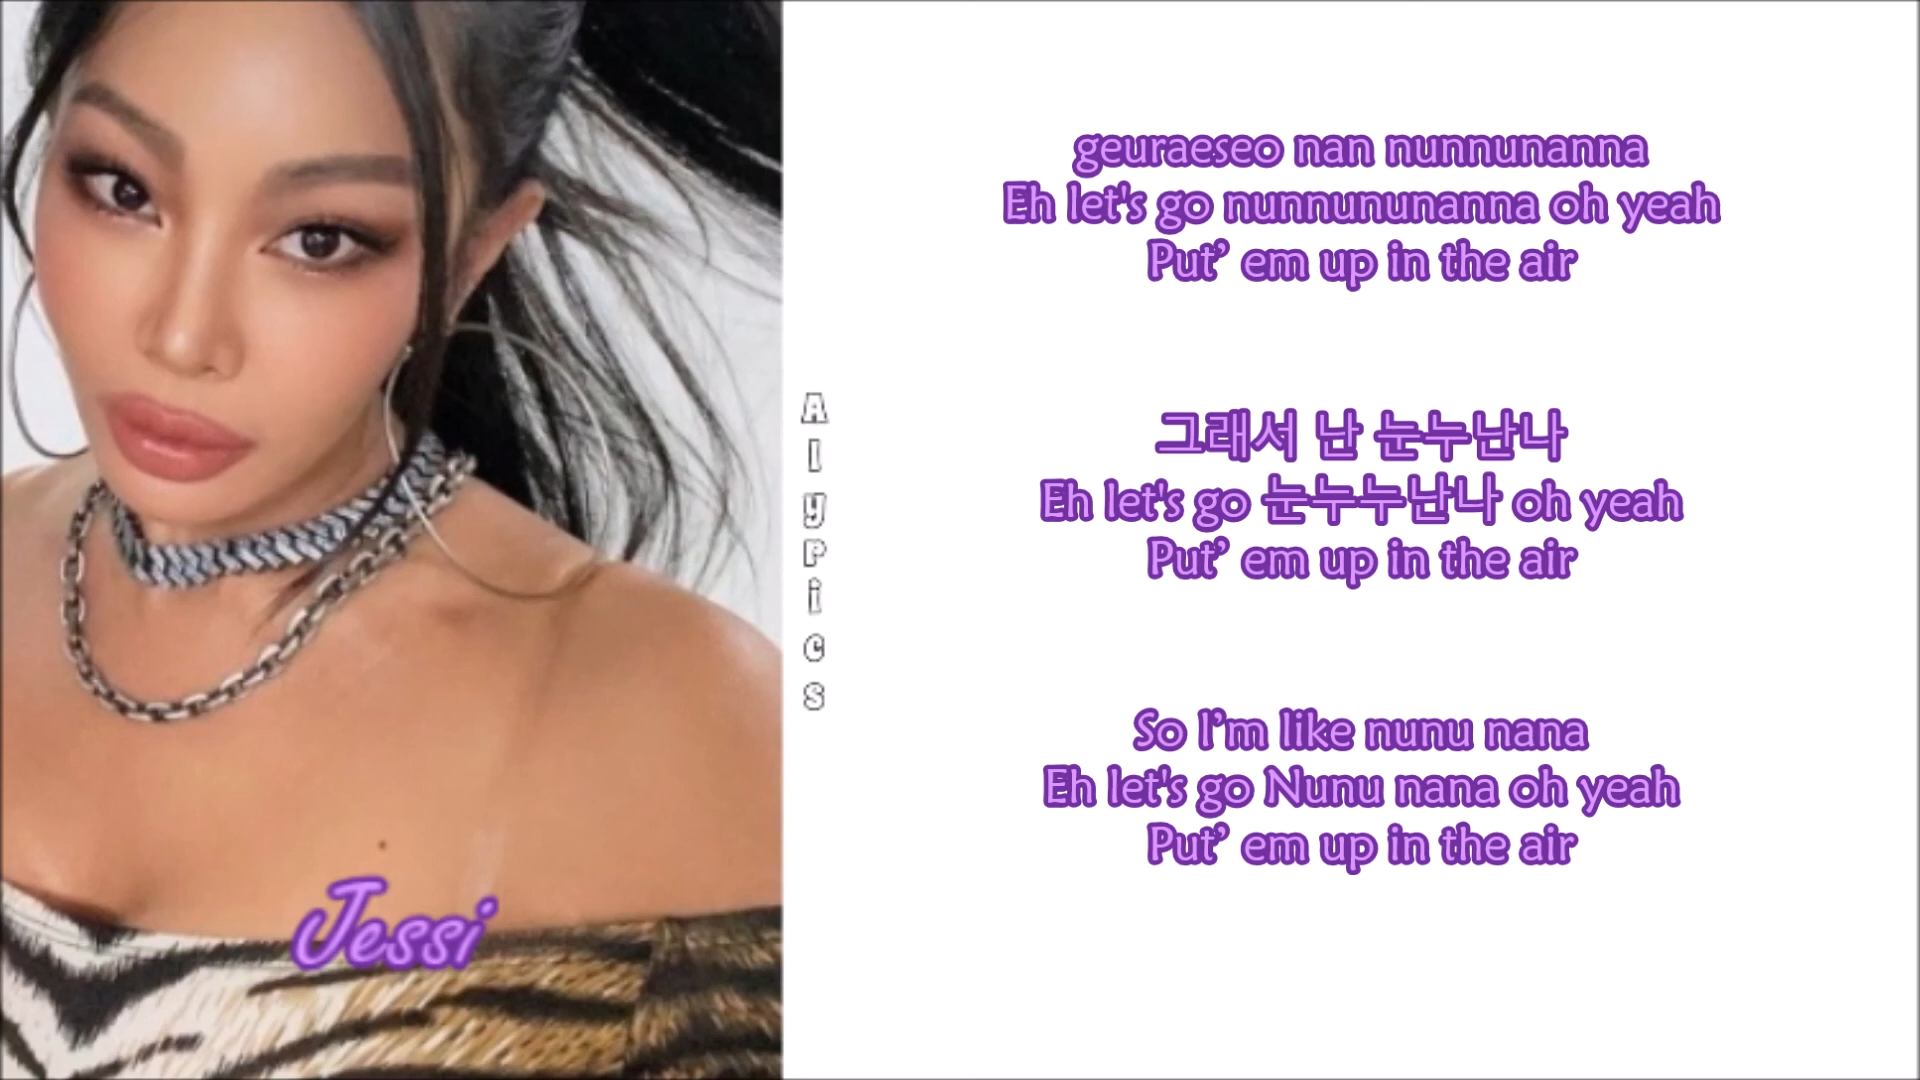 geuraeseo nan nunnunanna
Eh let's go nunnununanna oh yeah
Put’ em up in the air
그래서 난 눈누난나
Eh let's go 눈누누난나 oh yeah
Put’ em up in the air
So I’m like nunu nana
Eh let's go Nunu nana oh yeah
Put’ em up in the air
Alypics
Jessi